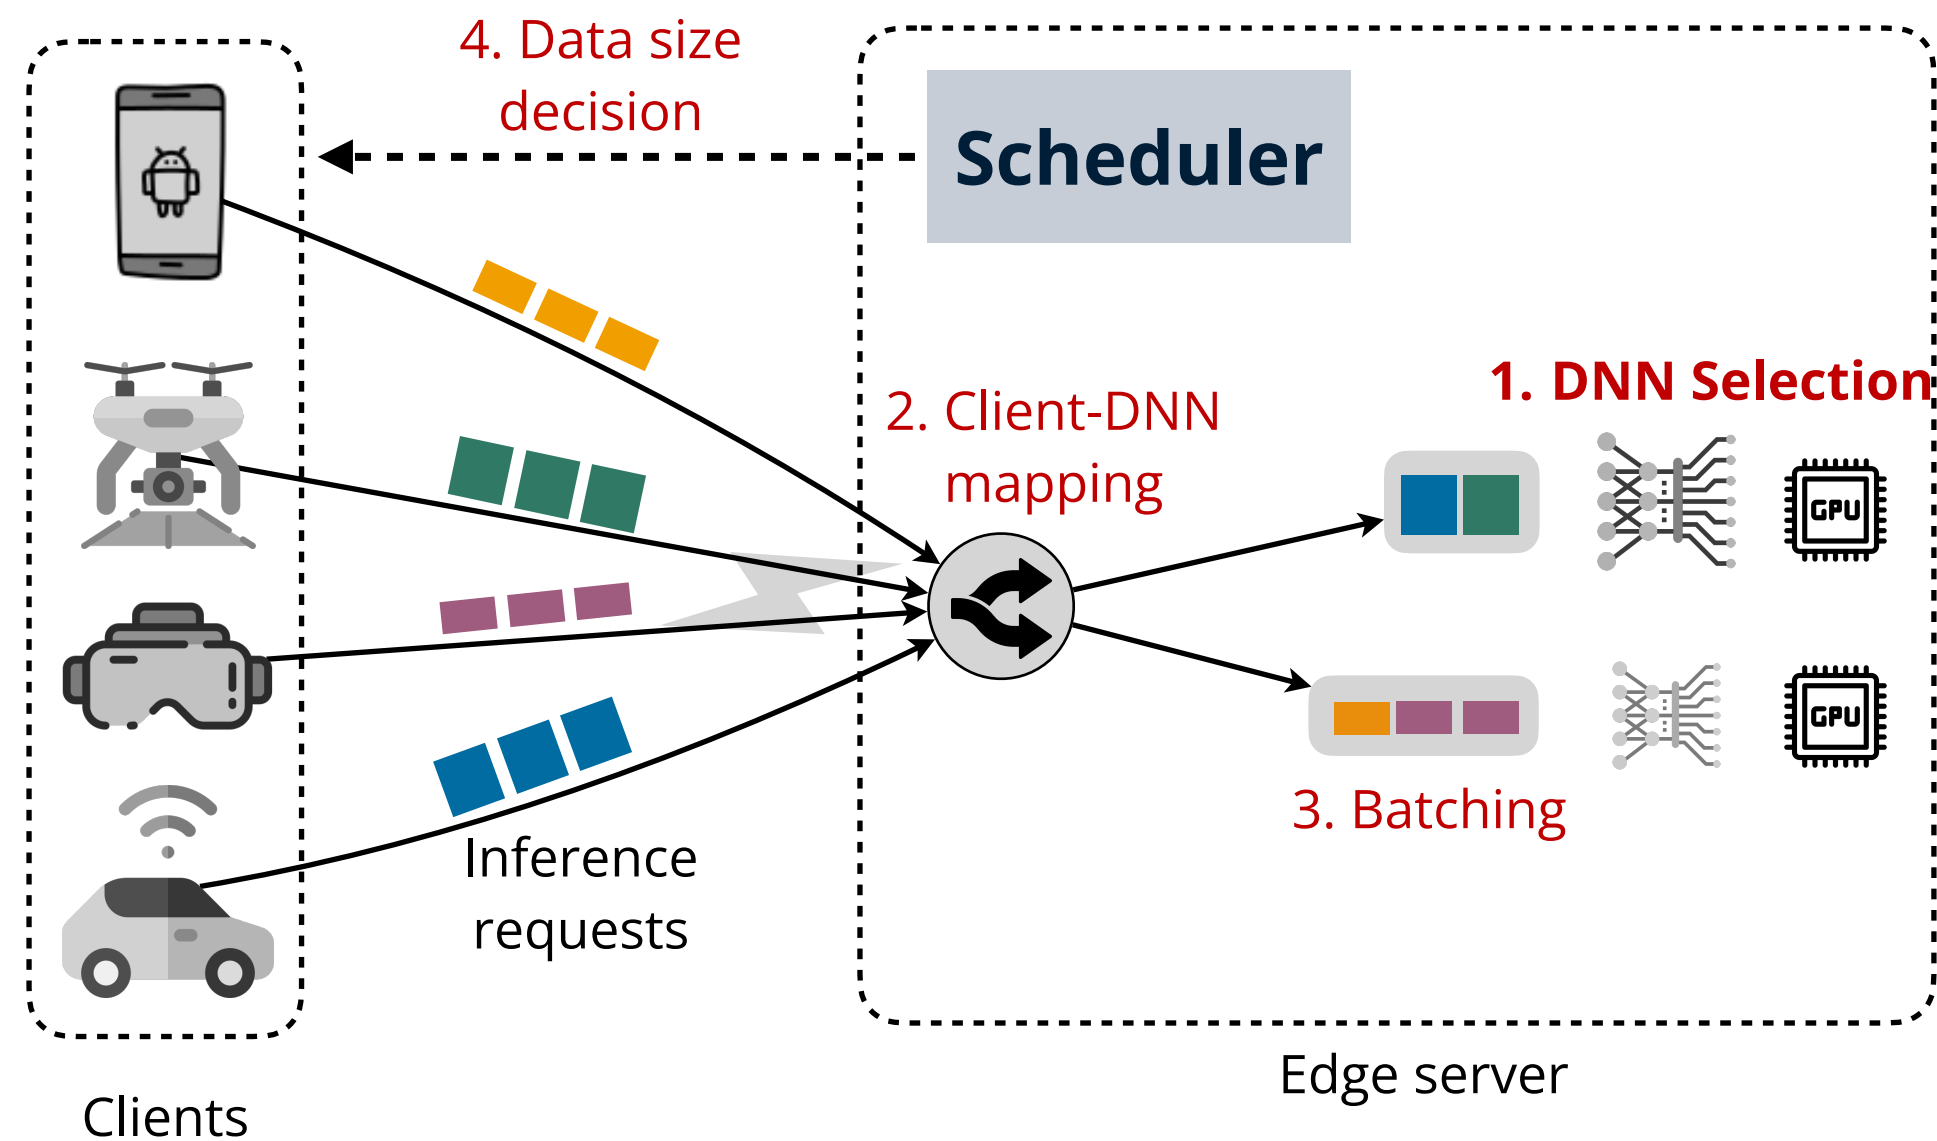 4. Data size
decision
Scheduler
1. DNN Selection
2. Client-DNN
mapping
GPU
GPU
3. Batching
Inference
requests
Edge server
Clients